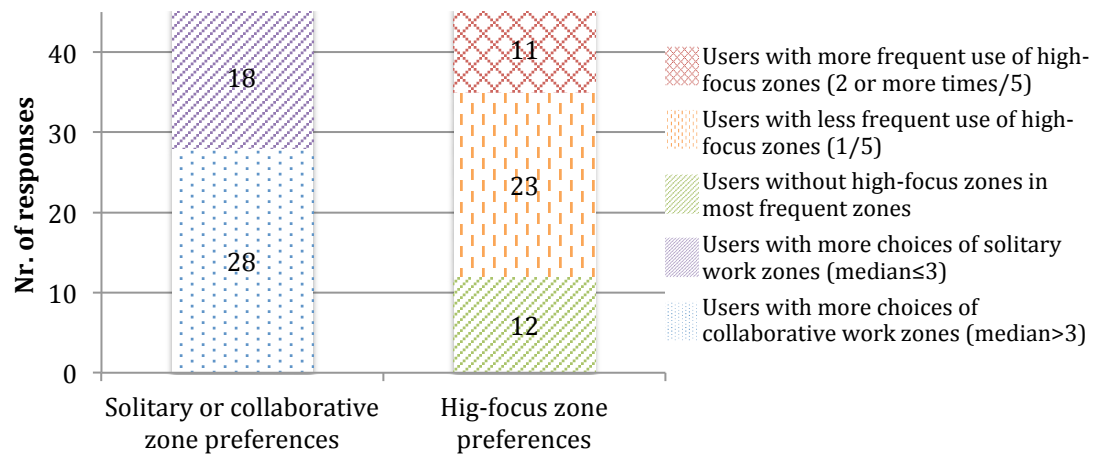 Nr. of responses
40
30
20
10
0
18
28
11
23
12
Solitary or collaborative
zone preferences
Hig-focus zone
preferences
Users with more frequent use of high-
focus zones (2 or more times/5)
Users with less frequent use of high-
focus zones (1/5)
Users without high-focus zones in
most frequent zones
Users with more choices of solitary
work zones (median≤3)
Users with more choices of
collaborative work zones (median>3)